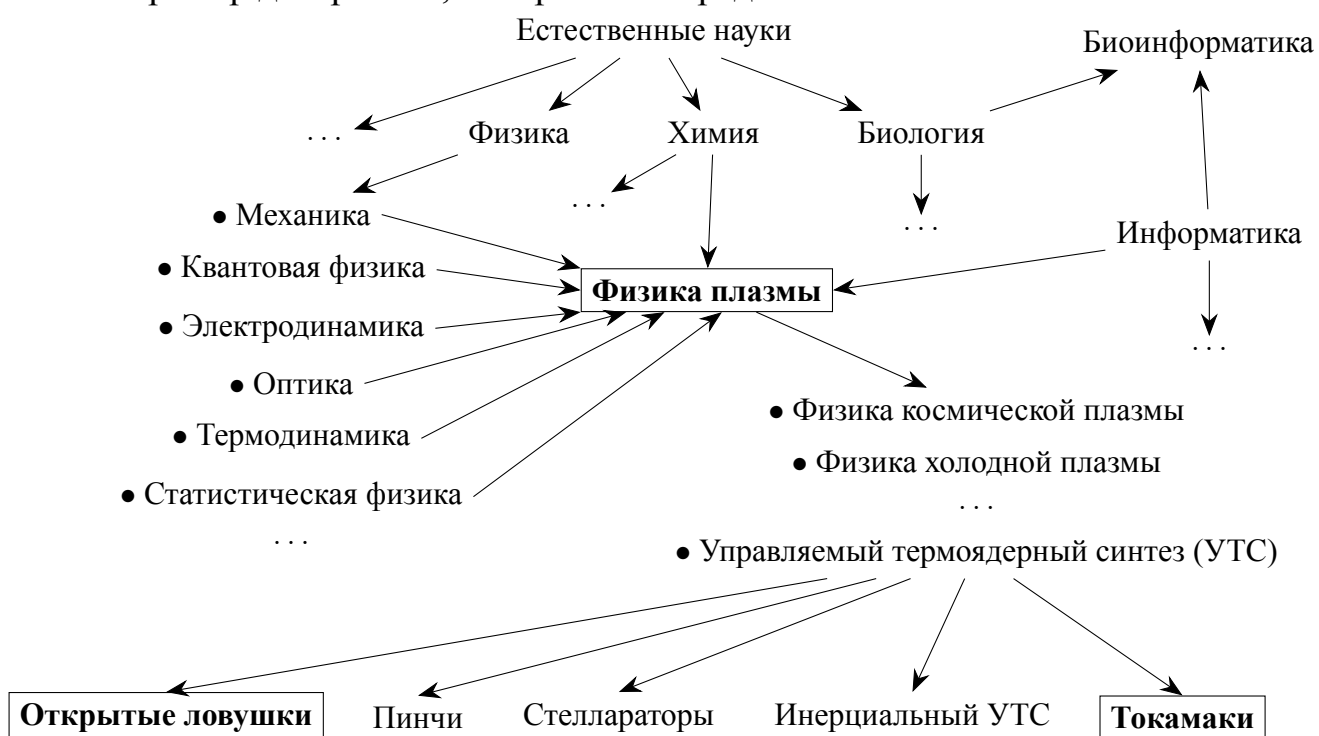 Естественные науки
Биоинформатика
. . .
Физика
Химия
Биология
. . .
. . .
• Механика
Информатика
• Квантовая физика
Физика плазмы
• Электродинамика
. . .
• Оптика
• Физика космической плазмы
• Термодинамика
• Физика холодной плазмы
• Статистическая физика
. . .
. . .
• Управляемый термоядерный синтез (УТС)
Открытые ловушки
Пинчи
Стеллараторы
Инерциальный УТС
Токамаки